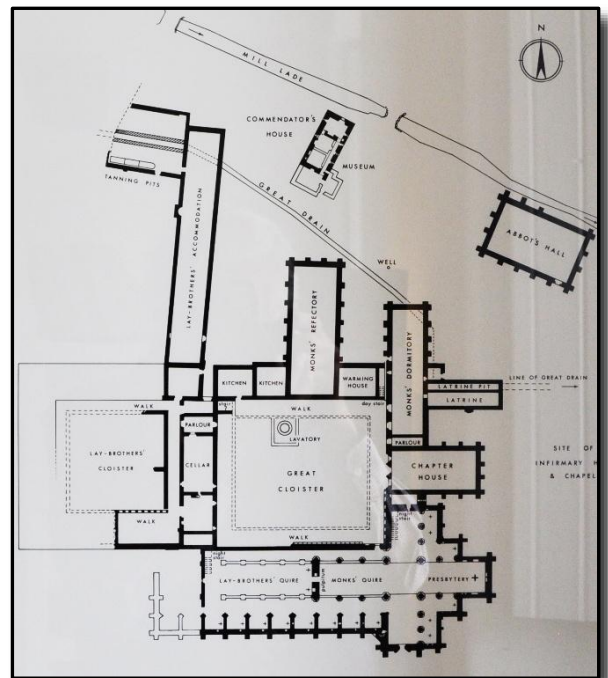 N
MILL LADE
COMMENDATOR'S
HOUSE
MUSEUM
TANNING PITS
GREAT DRAIN
LAY-BROTHERS' ACCOMMODATION
ABBOT'S HALL
WELL
MONKS' REFECTORY
MONKS' DORMITORY
KITCHEN
KITCHEN
WARMING
HOUSE
LATRINE PIT
LINE OF GREAT DRAIN
LATRINE
WALK
WALK
day stair
PARLOUR
LAVATORY
PARLOUR
LAY-BROTHERS'
CLOISTER
CELLAR
GREAT
CLOISTER
CHAPTER
HOUSE
SITE OF
INFIRMARY H
& CHAPEL
WALK
WALK
night
stair
night
stair
LAY-BROTHERS' QUIRE
pulpitum
MONKS' QUIRE
PRESBYTERY